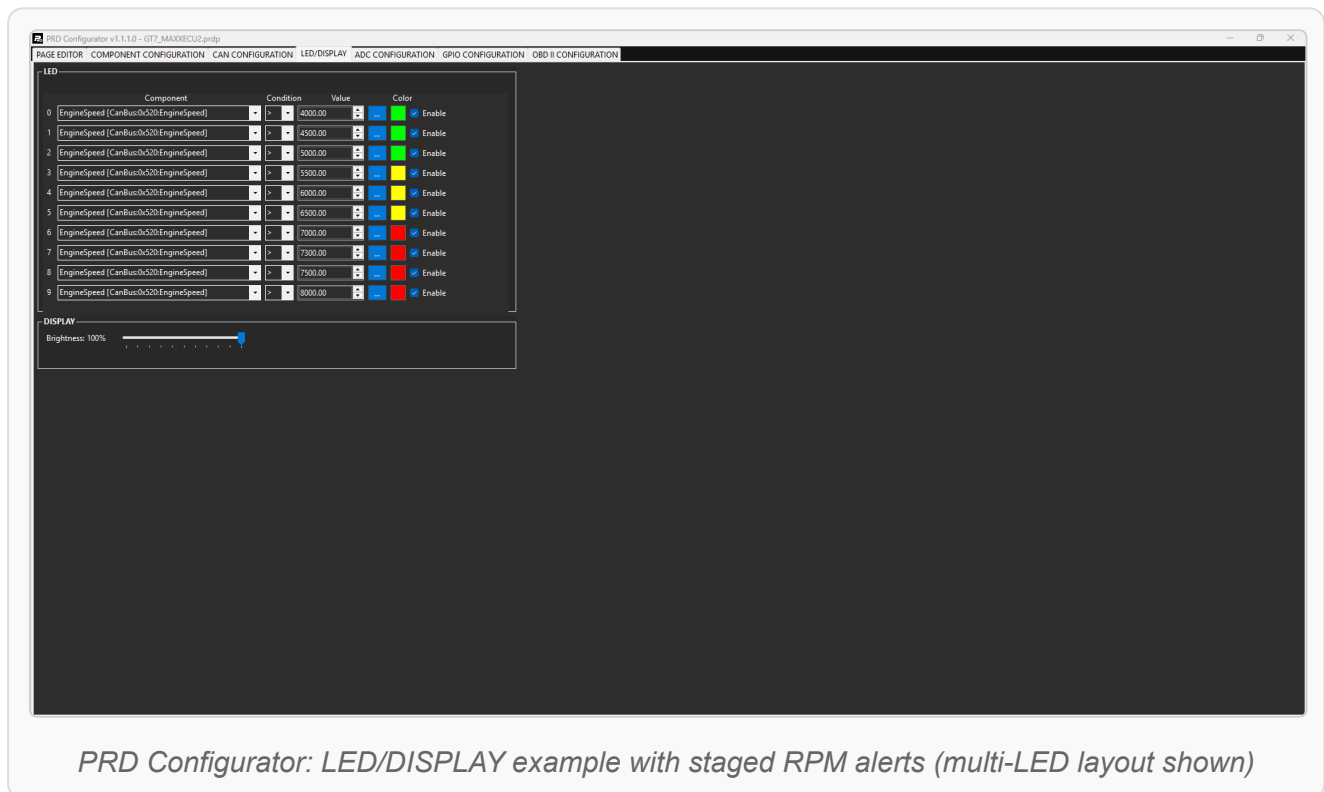 PRD Configurator v1.1.1.0 - GT7_MAXXECU2.prdp
PAGE EDITOR COMPONENT CONFIGURATION CAN CONFIGURATION LED/DISPLAY ADC CONFIGURATION GPIO CONFIGURATION OBD II CONFIGURATION
LED
Component Condition Value Color
0 EngineSpeed [CanBus:0x520:EngineSpeed] > 4000.00 ... Enable
1 EngineSpeed [CanBus:0x520:EngineSpeed] > 4500.00 ... Enable
2 EngineSpeed [CanBus:0x520:EngineSpeed] > 5000.00 ... Enable
3 EngineSpeed [CanBus:0x520:EngineSpeed] > 5500.00 ... Enable
4 EngineSpeed [CanBus:0x520:EngineSpeed] > 6000.00 ... Enable
5 EngineSpeed [CanBus:0x520:EngineSpeed] > 6500.00 ... Enable
6 EngineSpeed [CanBus:0x520:EngineSpeed] > 7000.00 ... Enable
7 EngineSpeed [CanBus:0x520:EngineSpeed] > 7300.00 ... Enable
8 EngineSpeed [CanBus:0x520:EngineSpeed] > 7500.00 ... Enable
9 EngineSpeed [CanBus:0x520:EngineSpeed] > 8000.00 ... Enable
DISPLAY
Brightness: 100%
PRD Configurator: LED/DISPLAY example with staged RPM alerts (multi-LED layout shown)